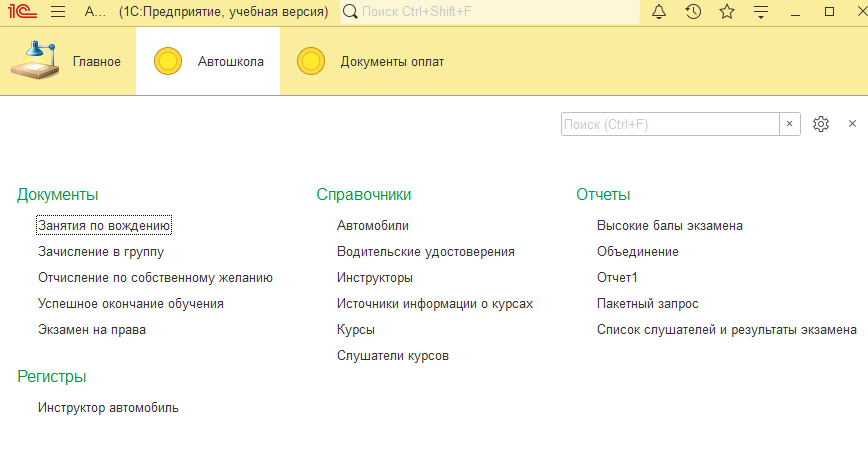 1С А... (1С:Предприятие, учебная версия) Поиск Ctrl+Shift+F
Главное Автошкола Документы оплат
Поиск (Ctrl+F) ×
Документы
Занятия по вождению
Зачисление в группу
Отчисление по собственному желанию
Успешное окончание обучения
Экзамен на права
Регистры
Инструктор автомобиль
Справочники
Автомобили
Водительские удостоверения
Инструкторы
Источники информации о курсах
Курсы
Слушатели курсов
Отчеты
Высокие балы экзамена
Объединение
Отчет1
Пакетный запрос
Список слушателей и результаты экзамена